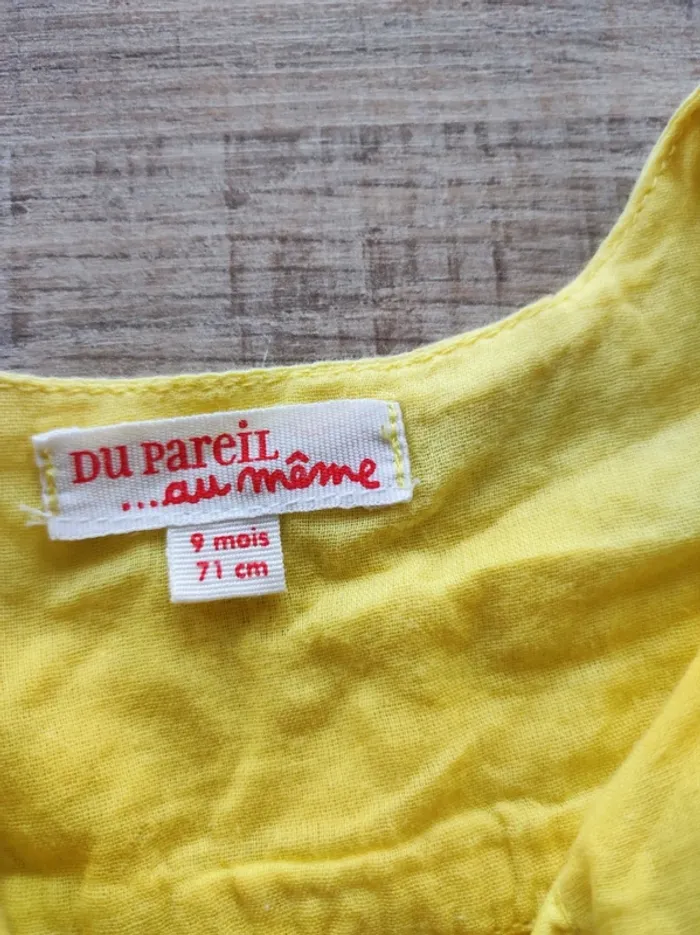 DU PAREIL
...au même
9 mois
71 cm